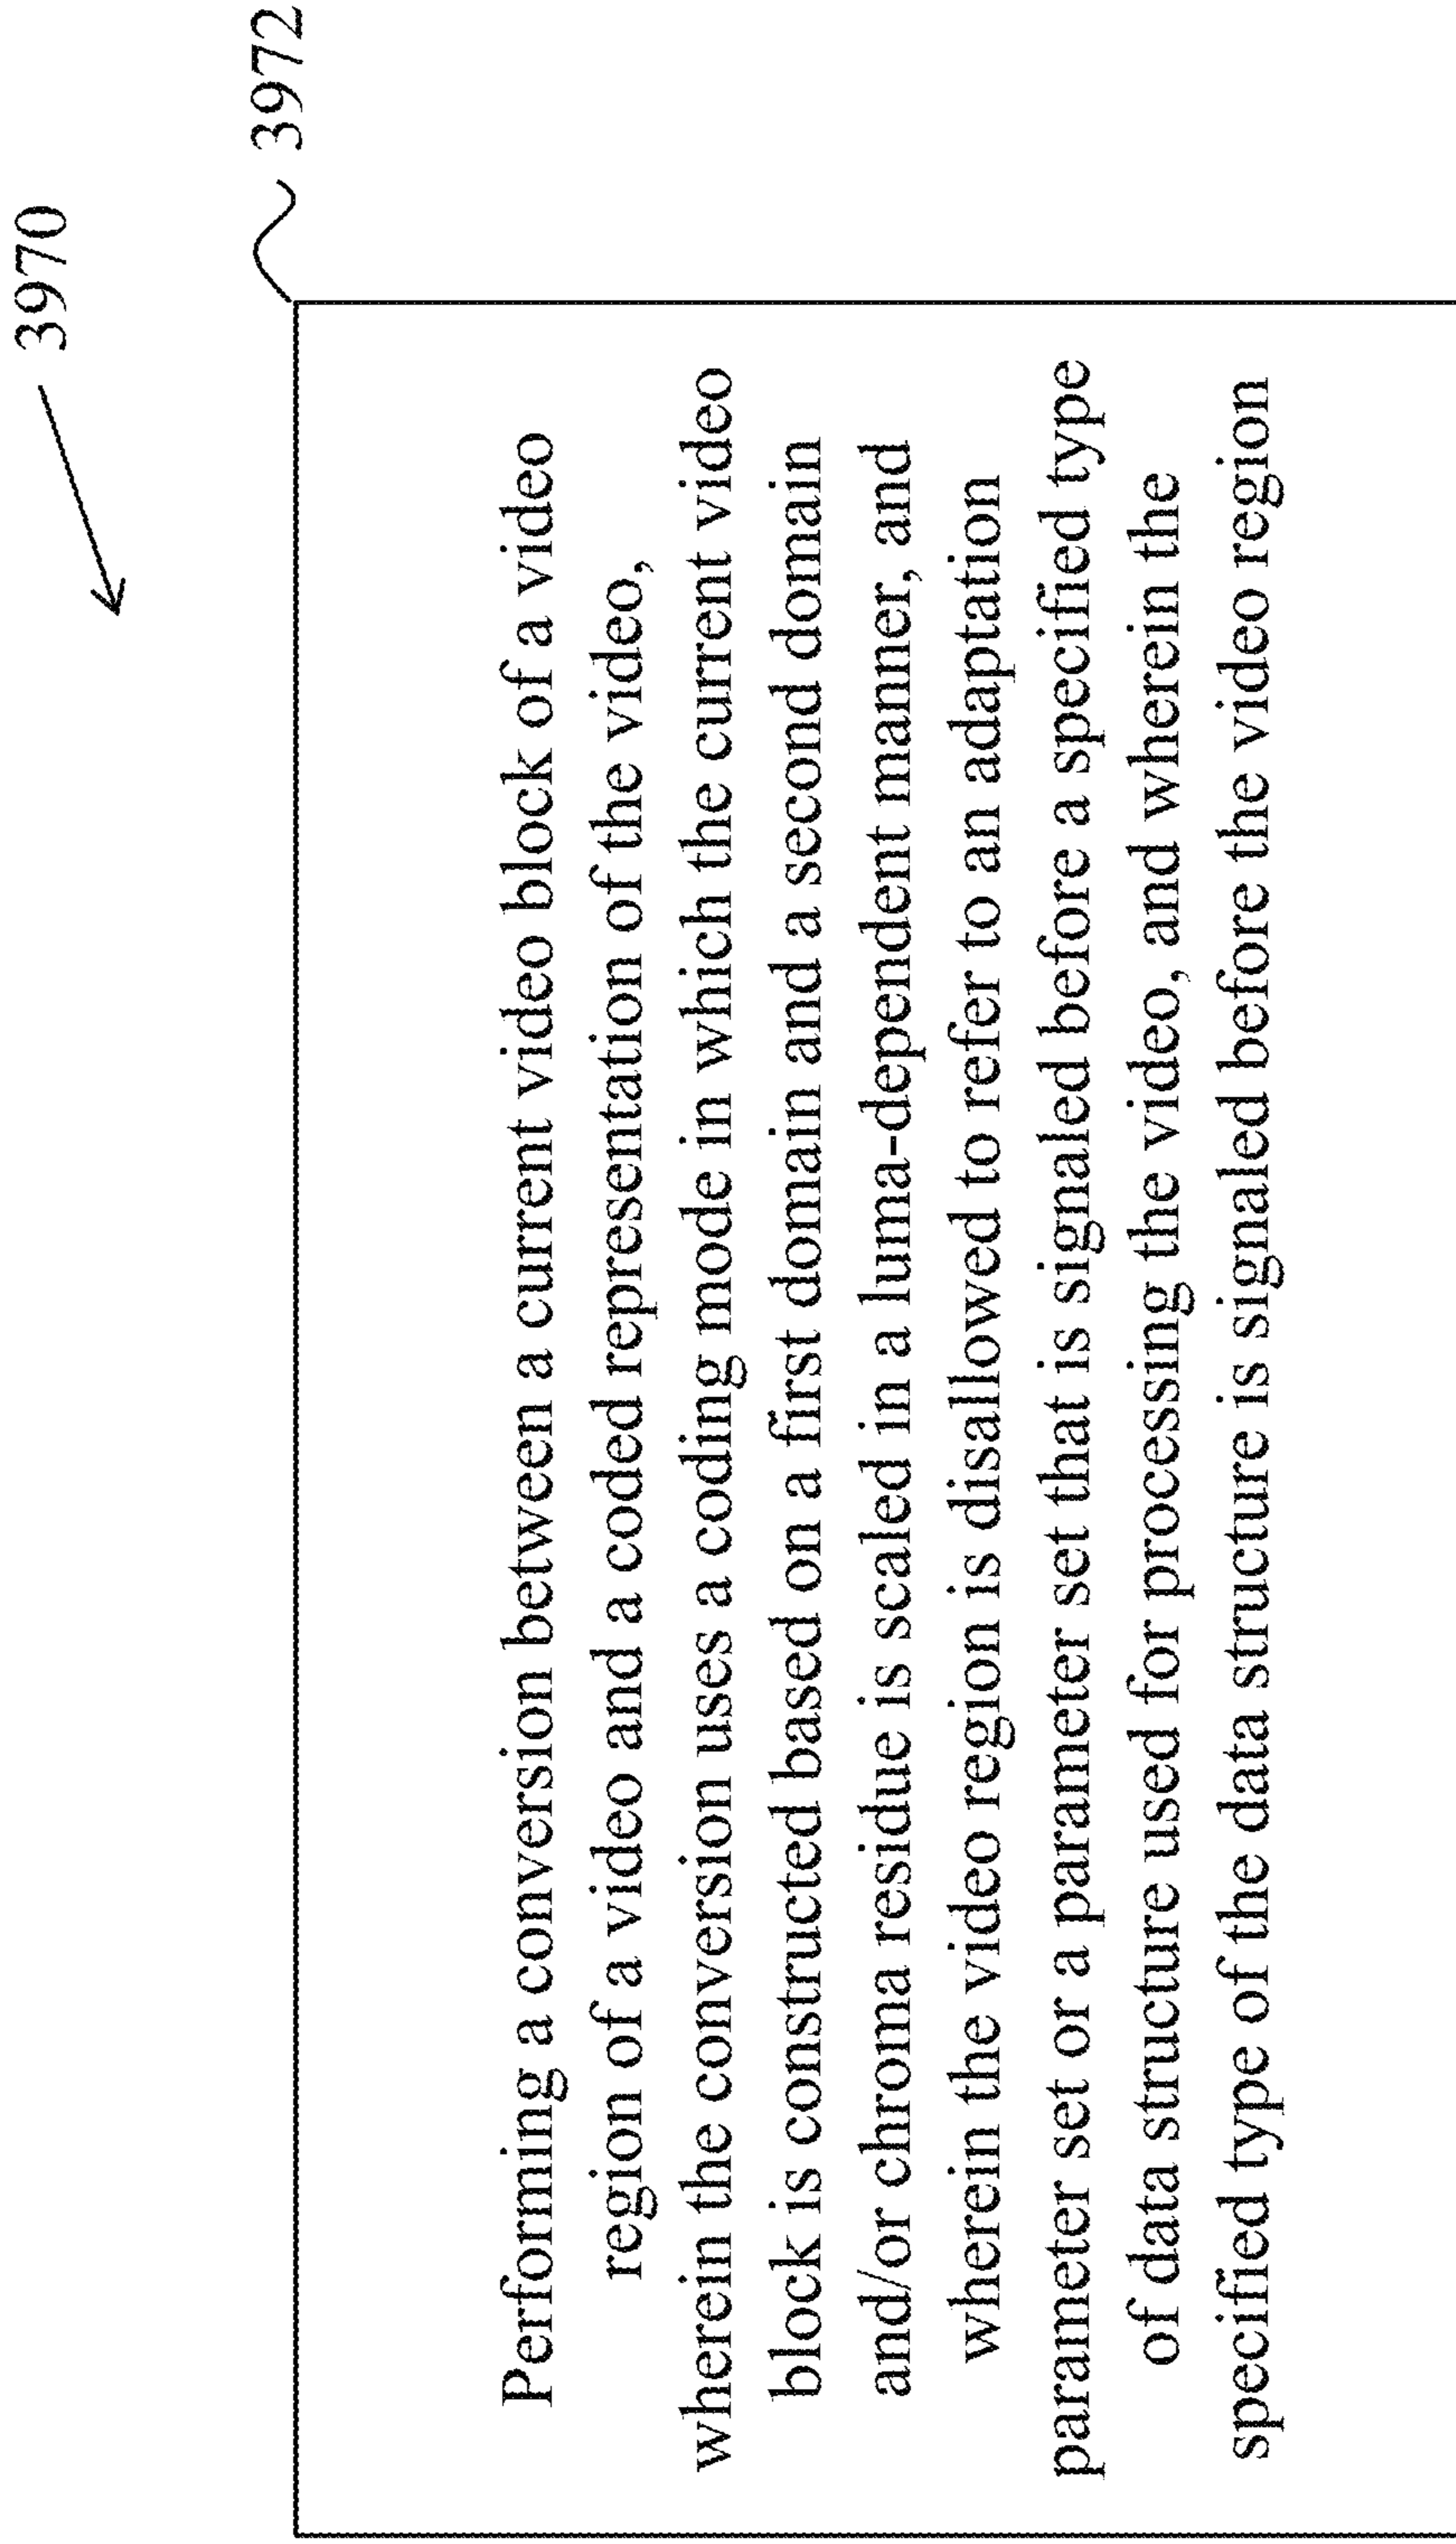 3970
3972
Performing a conversion between a current video block of a video
region of a video and a coded representation of the video,
wherein the conversion uses a coding mode in which the current video
block is constructed based on a first domain and a second domain
and/or chroma residue is scaled in a luma-dependent manner, and
wherein the video region is disallowed to refer to an adaptation
parameter set or a parameter set that is signaled before a specified type
of data structure used for processing the video, and wherein the
specified type of the data structure is signaled before the video region